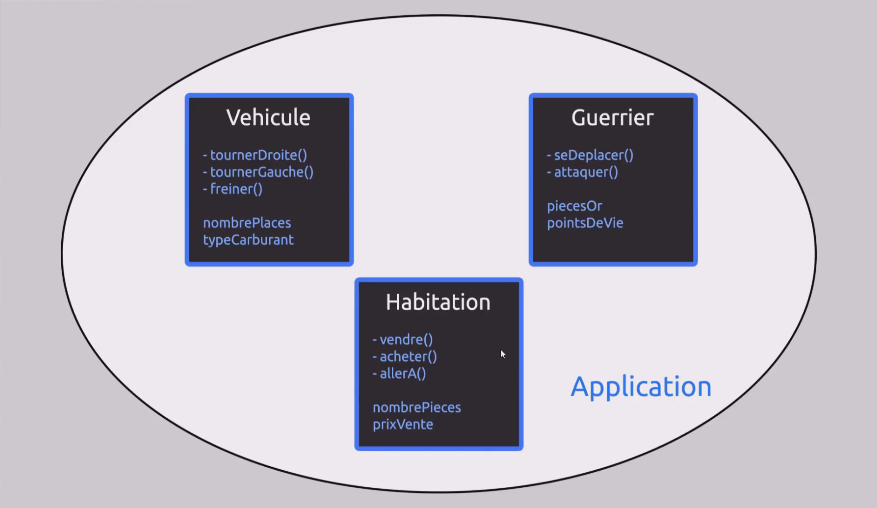 Vehicule
- tournerDroite()
- tournerGauche()
- freiner()
nombrePlaces
typeCarburant
Guerrier
- seDeplacer()
- attaquer()
piecesOr
pointsDeVie
Habitation
- vendre()
- acheter()
- allerA()
nombrePieces
prixVente
Application